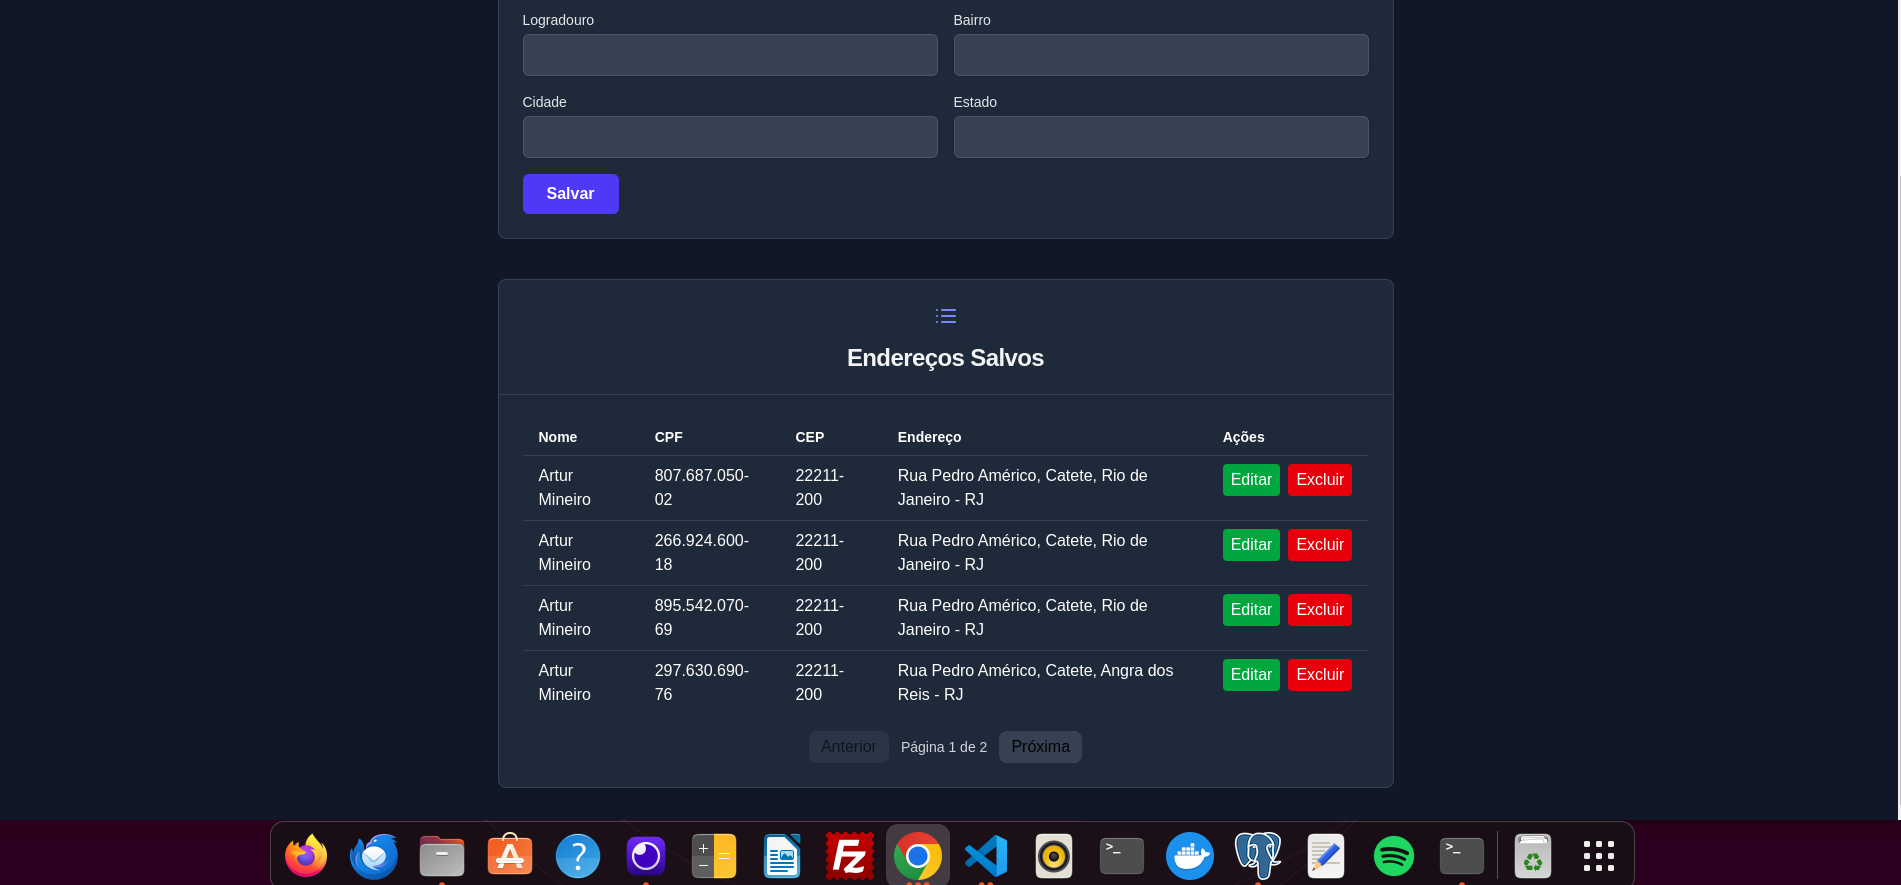 Logradouro Bairro
Cidade Estado
Salvar
Endereços Salvos
Nome CPF CEP Endereço Ações
Artur 807.687.050- 22211- Rua Pedro Américo, Catete, Rio de Editar Excluir
Mineiro 02 200 Janeiro - RJ
Artur 266.924.600- 22211- Rua Pedro Américo, Catete, Rio de Editar Excluir
Mineiro 18 200 Janeiro - RJ
Artur 895.542.070- 22211- Rua Pedro Américo, Catete, Rio de Editar Excluir
Mineiro 69 200 Janeiro - RJ
Artur 297.630.690- 22211- Rua Pedro Américo, Catete, Angra dos Editar Excluir
Mineiro 76 200 Reis - RJ
Anterior Página 1 de 2 Próxima